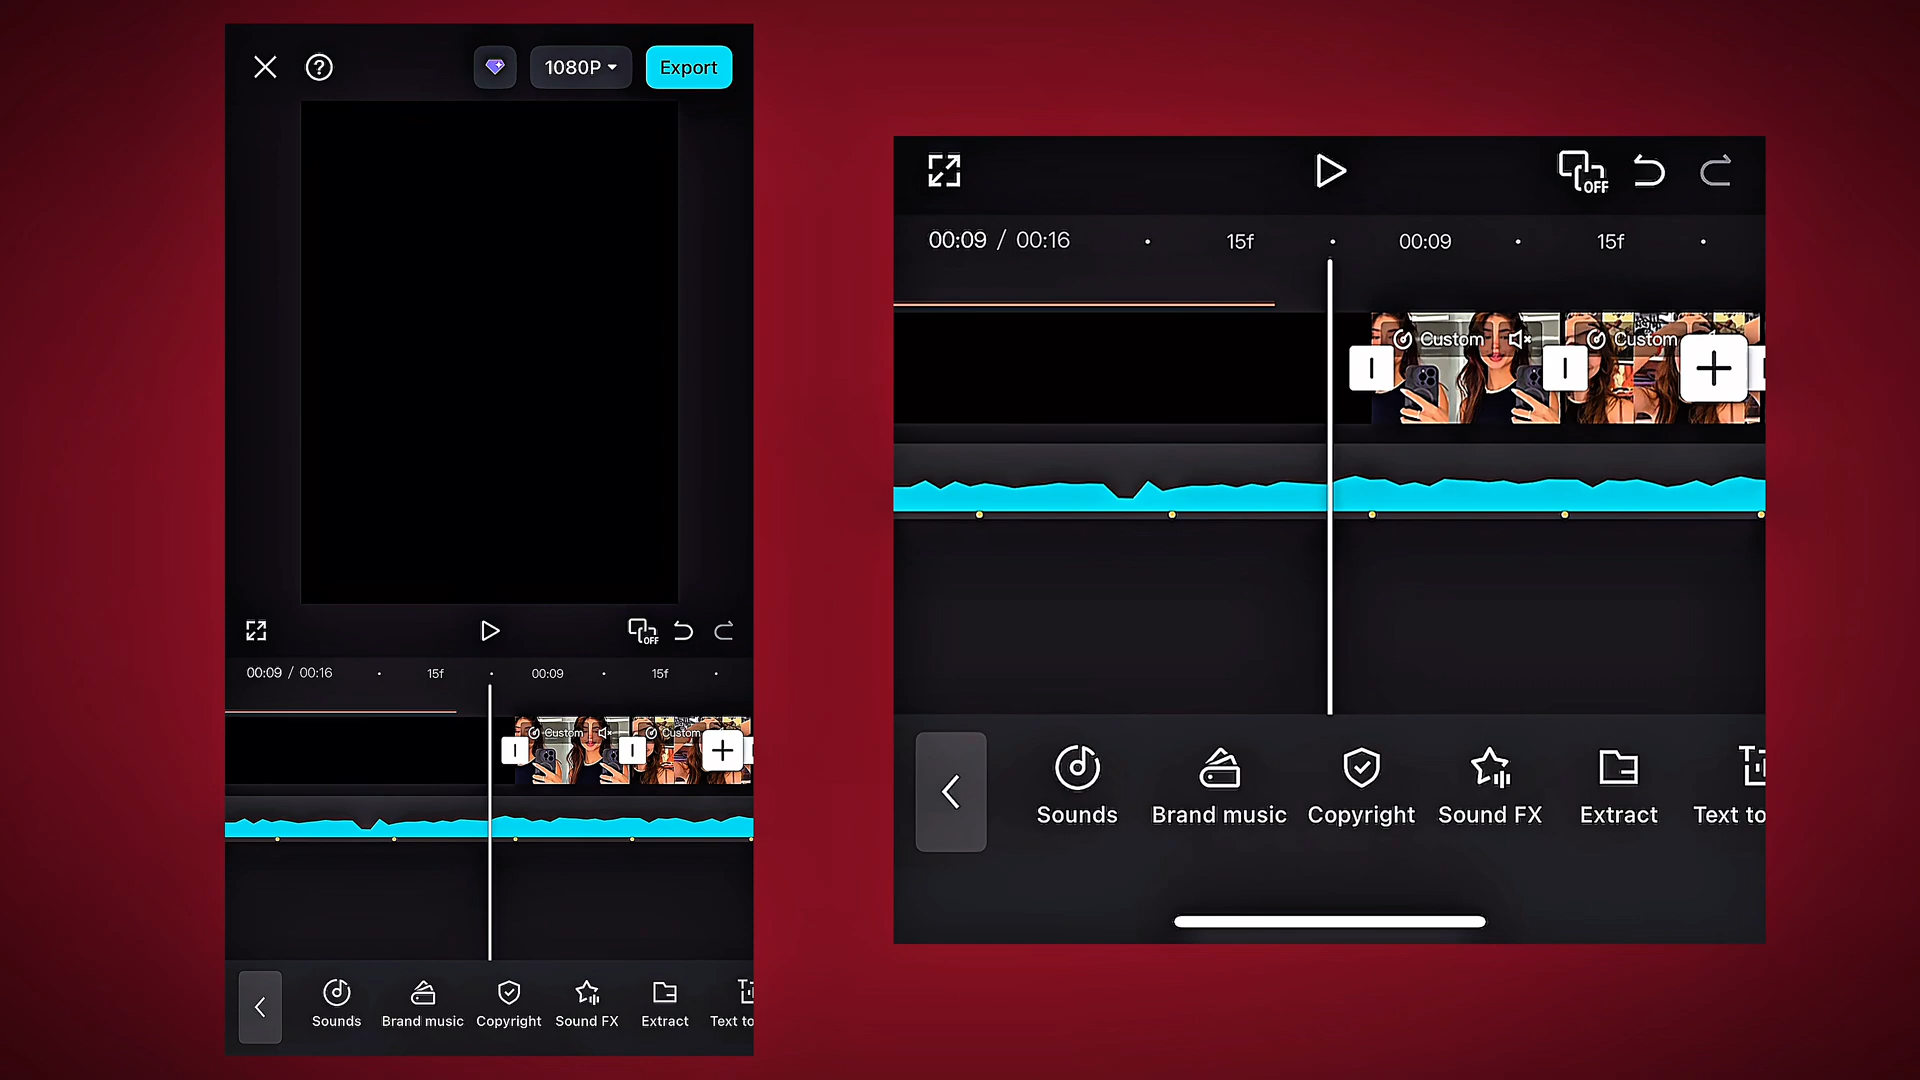 1080P
Export
OFF
00:09 / 00:16
15f
00:09
15f
Custom
Custom
Sounds
Brand music
Copyright
Sound FX
Extract
Text to
OFF
00:09 / 00:16
15f
00:09
15f
Custom
Custom
Sounds
Brand music
Copyright
Sound FX
Extract
Text to